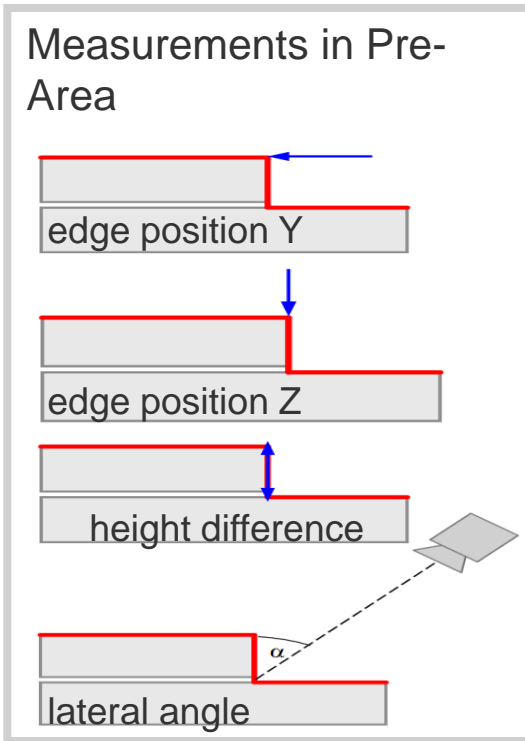 Measurements in Pre-
Area
edge position Y
edge position Z
height difference
α
lateral angle